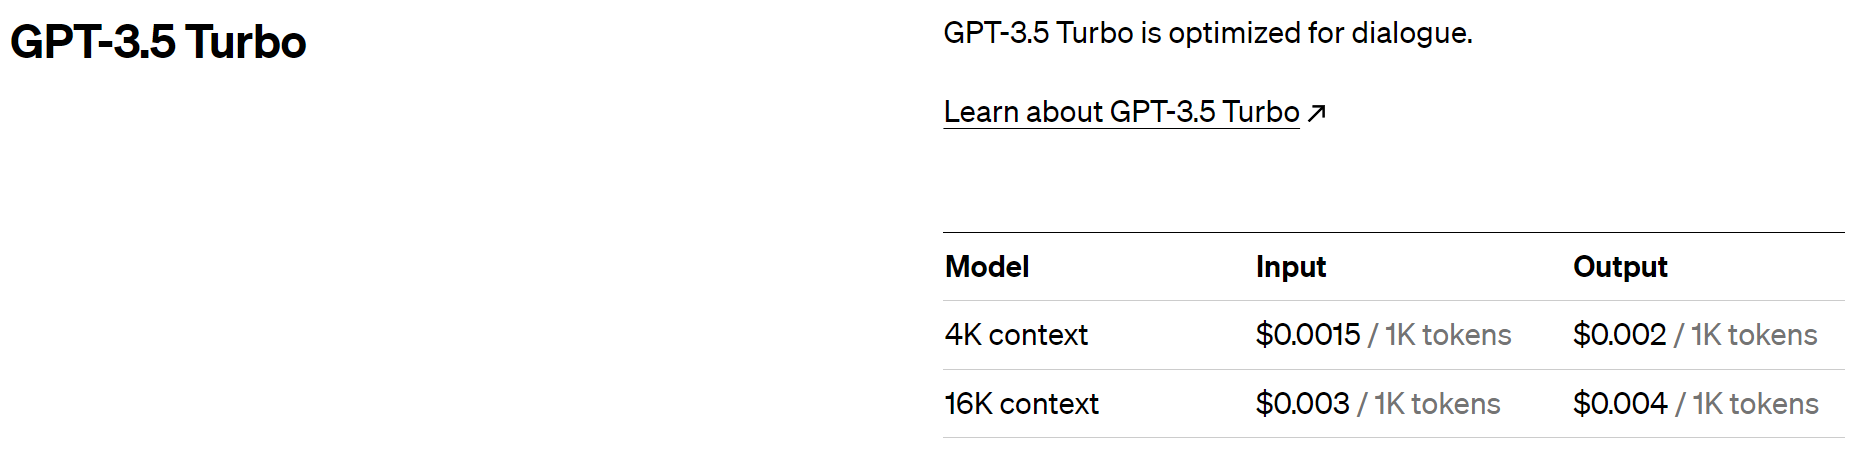 GPT-3.5 Turbo
GPT-3.5 Turbo is optimized for dialogue.
Learn about GPT-3.5 Turbo ↗
Model Input Output
4K context $0.0015 / 1K tokens $0.002 / 1K tokens
16K context $0.003 / 1K tokens $0.004 / 1K tokens